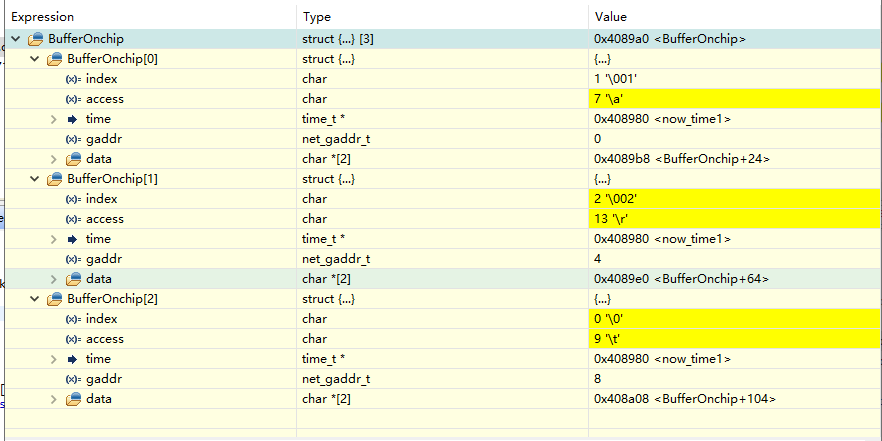 Expression Type Value
BufferOnchip struct {...} [3] 0x4089a0 <BufferOnchip>
BufferOnchip[0] struct {...} {...}
(x)= index char 1 '\001'
(x)= access char 7 '\a'
time time_t * 0x408980 <now_time1>
(x)= gaddr net_gaddr_t 0
data char *[2] 0x4089b8 <BufferOnchip+24>
BufferOnchip[1] struct {...} {...}
(x)= index char 2 '\002'
(x)= access char 13 '\r'
time time_t * 0x408980 <now_time1>
(x)= gaddr net_gaddr_t 4
data char *[2] 0x4089e0 <BufferOnchip+64>
BufferOnchip[2] struct {...} {...}
(x)= index char 0 '\0'
(x)= access char 9 '\t'
time time_t * 0x408980 <now_time1>
(x)= gaddr net_gaddr_t 8
data char *[2] 0x408a08 <BufferOnchip+104>